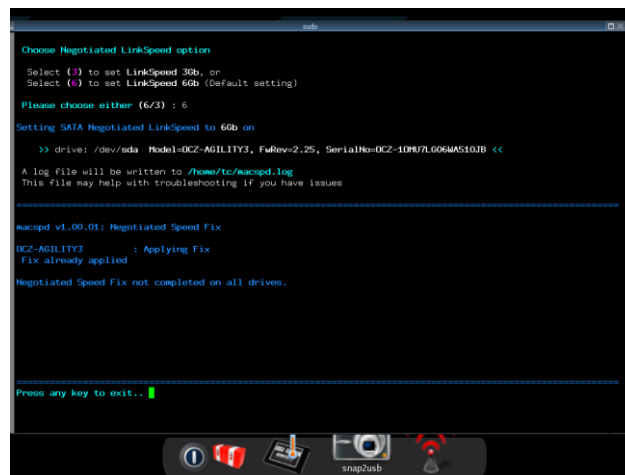 sudo
Choose Negotiated LinkSpeed option
Select (3) to set LinkSpeed 3Gb, or
Select (6) to set LinkSpeed 6Gb (Default setting)
Please choose either (6/3) : 6
Setting SATA Negotiated LinkSpeed to 6Gb on
>> drive: /dev/sda Model=OCZ-AGILITY3, FwRev=2.25, SerialNo=OCZ-10MU7LG06WA510JB <<
A log file will be written to /home/tc/macspd.log
This file may help with troubleshooting if you have issues
macspd v1.00.01: Negotiated Speed Fix
OCZ-AGILITY3 : Applying Fix
Fix already applied
Negotiated Speed Fix not completed on all drives.
Press any key to exit..
snap2usb